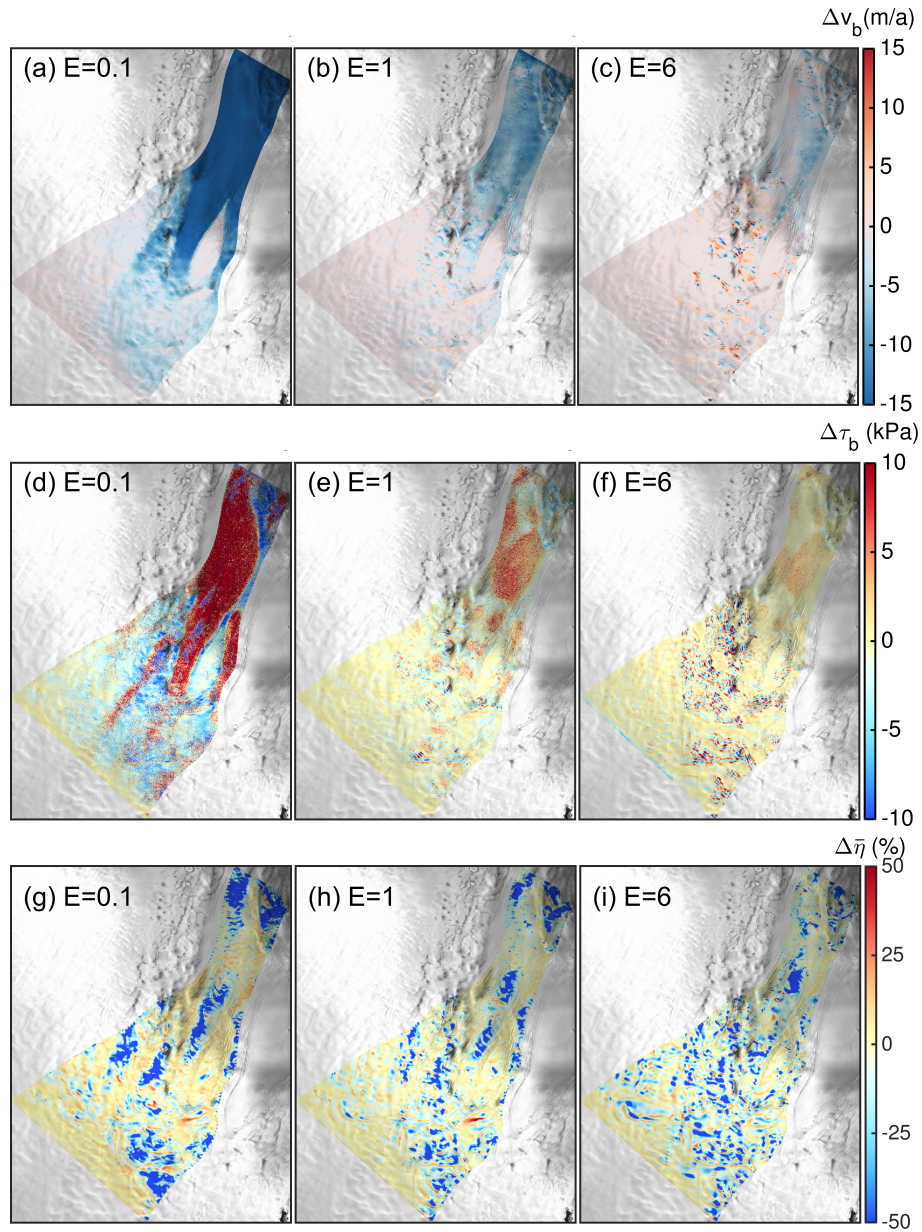 Δv_b (m/a)
(a) E=0.1
(b) E=1
(c) E=6
15
10
5
0
-5
-10
-15
Δτ_b (kPa)
(d) E=0.1
(e) E=1
(f) E=6
10
5
0
-5
-10
Δη̄ (%)
(g) E=0.1
(h) E=1
(i) E=6
50
25
0
-25
-50